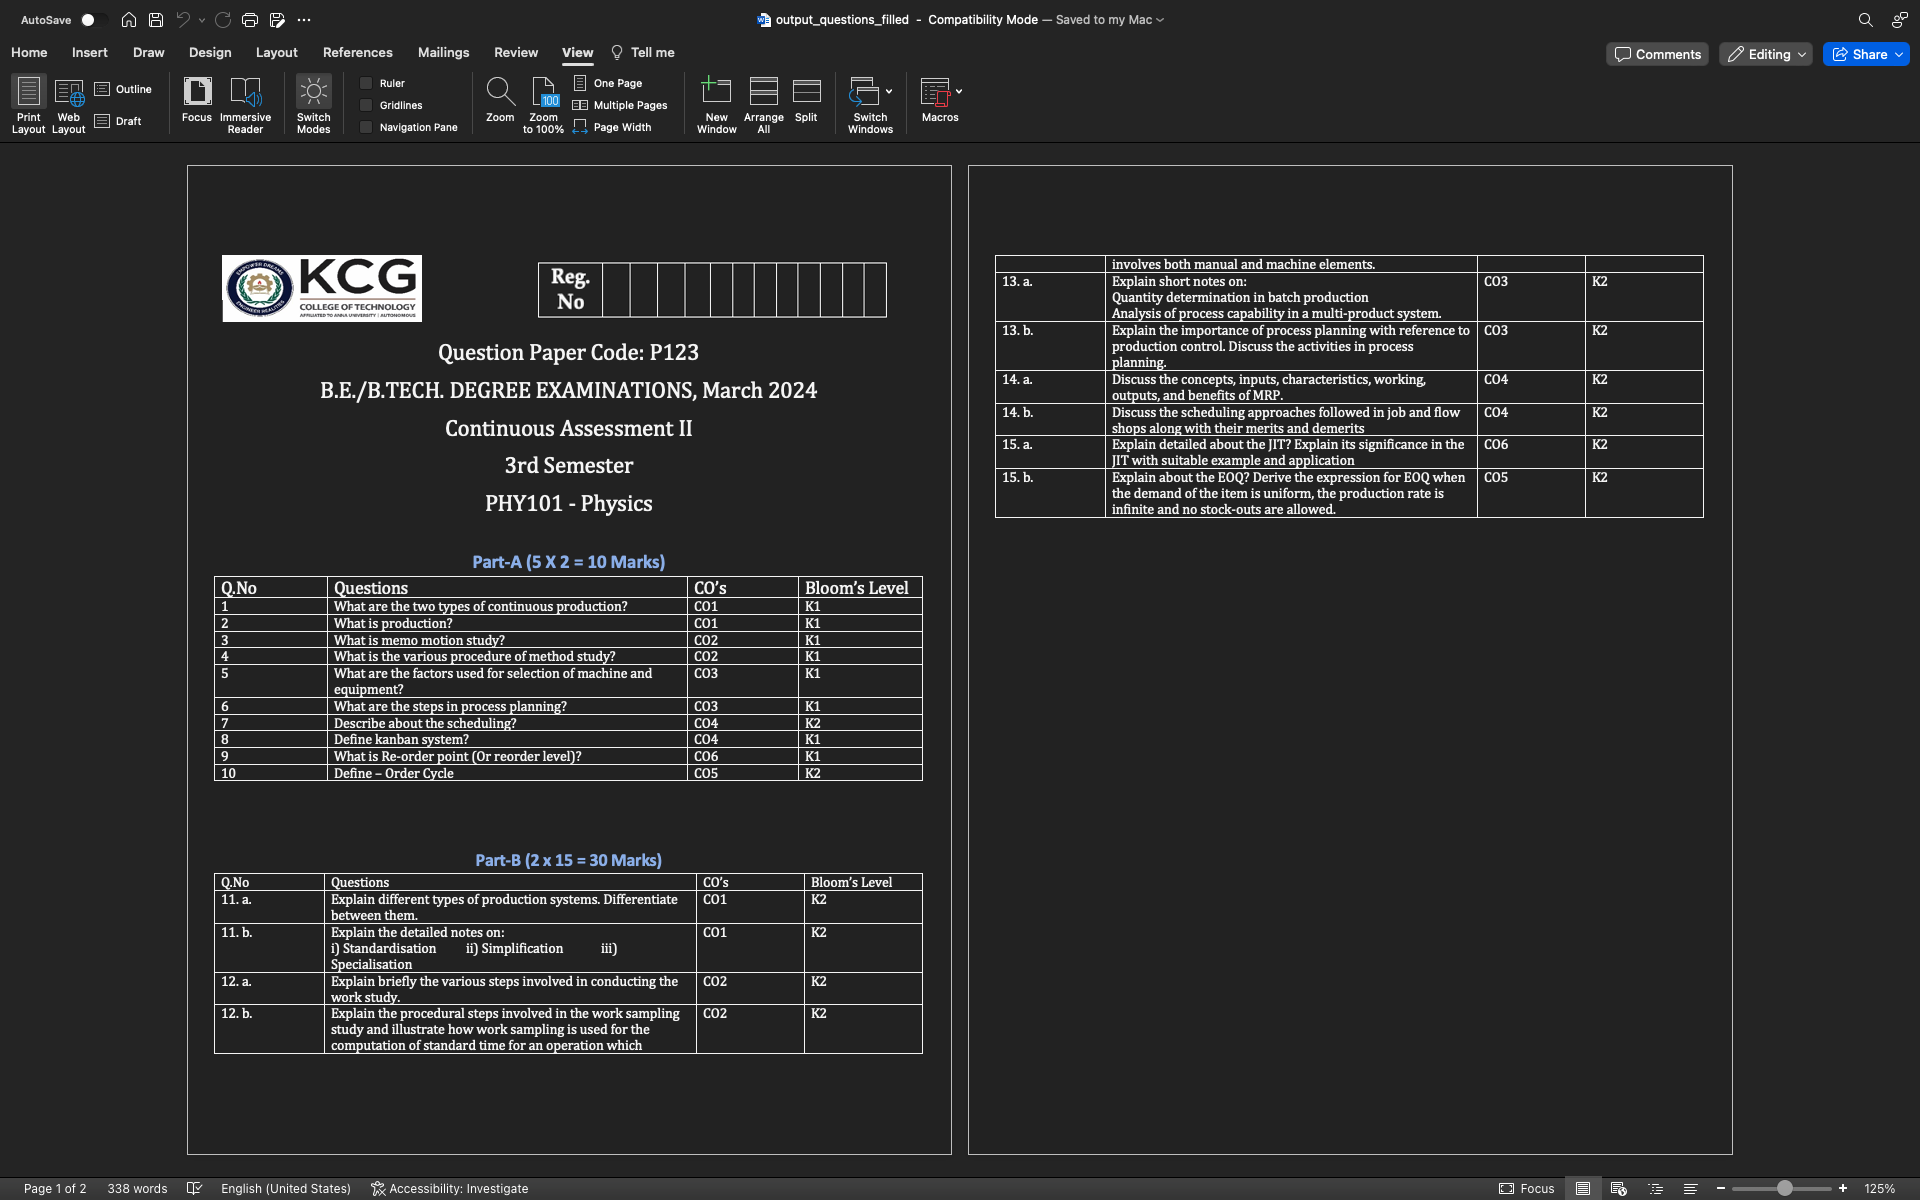 AutoSave
output_questions_filled - Compatibility Mode — Saved to my Mac
Home Insert Draw Design Layout References Mailings Review View Tell me
Comments Editing Share
Print Layout
Web Layout
Outline
Draft
Focus
Immersive Reader
Switch Modes
Ruler
Gridlines
Navigation Pane
Zoom
100
Zoom to 100%
One Page
Multiple Pages
Page Width
New Window
Arrange All
Split
Switch Windows
Macros
EMPOWER DREAMS
ENGINEER REALITIES
KCG
COLLEGE OF TECHNOLOGY
AFFILIATED TO ANNA UNIVERSITY | AUTONOMOUS
Reg.
No
Question Paper Code: P123
B.E./B.TECH. DEGREE EXAMINATIONS, March 2024
Continuous Assessment II
3rd Semester
PHY101 - Physics
Part-A (5 X 2 = 10 Marks)
Q.No Questions CO’s Bloom’s Level
1 What are the two types of continuous production? CO1 K1
2 What is production? CO1 K1
3 What is memo motion study? CO2 K1
4 What is the various procedure of method study? CO2 K1
5 What are the factors used for selection of machine and CO3 K1
equipment?
6 What are the steps in process planning? CO3 K1
7 Describe about the scheduling? CO4 K2
8 Define kanban system? CO4 K1
9 What is Re-order point (Or reorder level)? CO6 K1
10 Define – Order Cycle CO5 K2
Part-B (2 x 15 = 30 Marks)
Q.No Questions CO’s Bloom’s Level
11. a. Explain different types of production systems. Differentiate CO1 K2
between them.
11. b. Explain the detailed notes on: CO1 K2
i) Standardisation ii) Simplification iii)
Specialisation
12. a. Explain briefly the various steps involved in conducting the CO2 K2
work study.
12. b. Explain the procedural steps involved in the work sampling CO2 K2
study and illustrate how work sampling is used for the
computation of standard time for an operation which
involves both manual and machine elements.
13. a. Explain short notes on: CO3 K2
Quantity determination in batch production
Analysis of process capability in a multi-product system.
13. b. Explain the importance of process planning with reference to CO3 K2
production control. Discuss the activities in process
planning.
14. a. Discuss the concepts, inputs, characteristics, working, CO4 K2
outputs, and benefits of MRP.
14. b. Discuss the scheduling approaches followed in job and flow CO4 K2
shops along with their merits and demerits
15. a. Explain detailed about the JIT? Explain its significance in the CO6 K2
JIT with suitable example and application
15. b. Explain about the EOQ? Derive the expression for EOQ when CO5 K2
the demand of the item is uniform, the production rate is
infinite and no stock-outs are allowed.
Page 1 of 2 338 words English (United States) Accessibility: Investigate Focus 125%